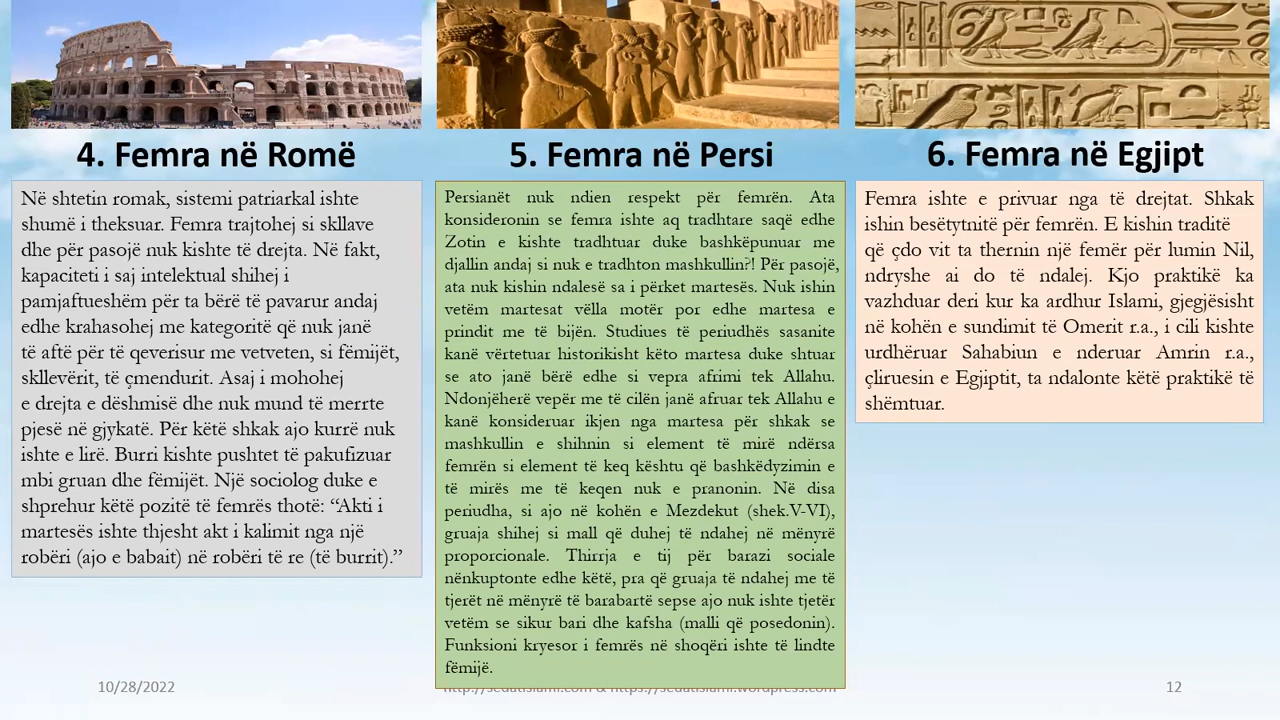 4. Femra në Romë
Në shtetin romak, sistemi patriarkal ishte
shumë i theksuar. Femra trajtohej si skllave
dhe për pasojë nuk kishte të drejta. Në fakt,
kapaciteti i saj intelektual shihej i
pamjaftueshëm për ta bërë të pavarur andaj
edhe krahasohej me kategoritë që nuk janë
të aftë për të qeverisur me vetveten, si fëmijët,
skllevërit, të çmendurit. Asaj i mohohej
e drejta e dëshmisë dhe nuk mund të merrte
pjesë në gjykatë. Për këtë shkak ajo kurrë nuk
ishte e lirë. Burri kishte pushtet të pakufizuar
mbi gruan dhe fëmijët. Një sociolog duke e
shprehur këtë pozitë të femrës thotë: “Akti i
martesës ishte thjesht akt i kalimit nga një
robëri (ajo e babait) në robëri të re (të burrit).”
5. Femra në Persi
Persianët nuk ndien respekt për femrën. Ata
konsideronin se femra ishte aq tradhtare saqë edhe
Zotin e kishte tradhtuar duke bashkëpunuar me
djallin andaj si nuk e tradhton mashkullin?! Për pasojë,
ata nuk kishin ndalesë sa i përket martesës. Nuk ishin
vetëm martesat vëlla motër por edhe martesa e
prindit me të bijën. Studiues të periudhës sasanite
kanë vërtetuar historikisht këto martesa duke shtuar
se ato janë bërë edhe si vepra afrimi tek Allahu.
Ndonjëherë vepër me të cilën janë afruar tek Allahu e
kanë konsideruar ikjen nga martesa për shkak se
mashkullin e shihnin si element të mirë ndërsa
femrën si element të keq kështu që bashkëdyzimin e
të mirës me të keqen nuk e pranonin. Në disa
periudha, si ajo në kohën e Mezdekut (shek.V-VI),
gruaja shihej si mall që duhej të ndahej në mënyrë
proporcionale. Thirrja e tij për barazi sociale
nënkuptonte edhe këtë, pra që gruaja të ndahej me të
tjerët në mënyrë të barabartë sepse ajo nuk ishte tjetër
vetëm se sikur bari dhe kafsha (malli që posedonin).
Funksioni kryesor i femrës në shoqëri ishte të lindte
fëmijë.
6. Femra në Egjipt
Femra ishte e privuar nga të drejtat. Shkak
ishin besëtytnitë për femrën. E kishin traditë
që çdo vit ta thernin një femër për lumin Nil,
ndryshe ai do të ndalej. Kjo praktikë ka
vazhduar deri kur ka ardhur Islami, gjegjësisht
në kohën e sundimit të Omerit r.a., i cili kishte
urdhëruar Sahabiun e nderuar Amrin r.a.,
çliruesin e Egjiptit, ta ndalonte këtë praktikë të
shëmtuar.
10/28/2022
http://sedatislami.com & https://sedatislami.wordpress.com
12